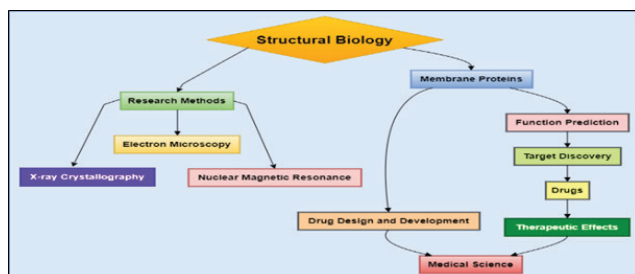 Structural Biology
Membrane Proteins
Research Methods
Function Prediction
Electron Microscopy
Target Discovery
X-ray Crystallography
Nuclear Magnetic Resonance
Drugs
Drug Design and Development
Therapeutic Effects
Medical Science